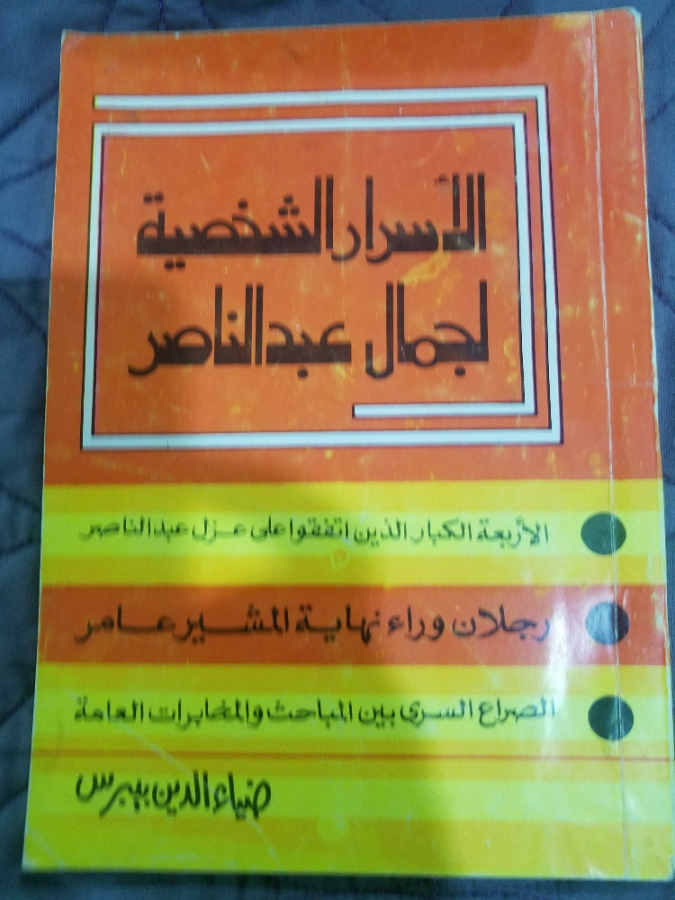 الأسرار الشخصية
لجمال عبد الناصر
الأربعة الكبار الذين اتفقوا على عزل عبد الناصر
رجلان وراء نهاية المشير عامر
الصراع السرى بين المباحث والمخابرات العامة
ضياء الدين بيبرس